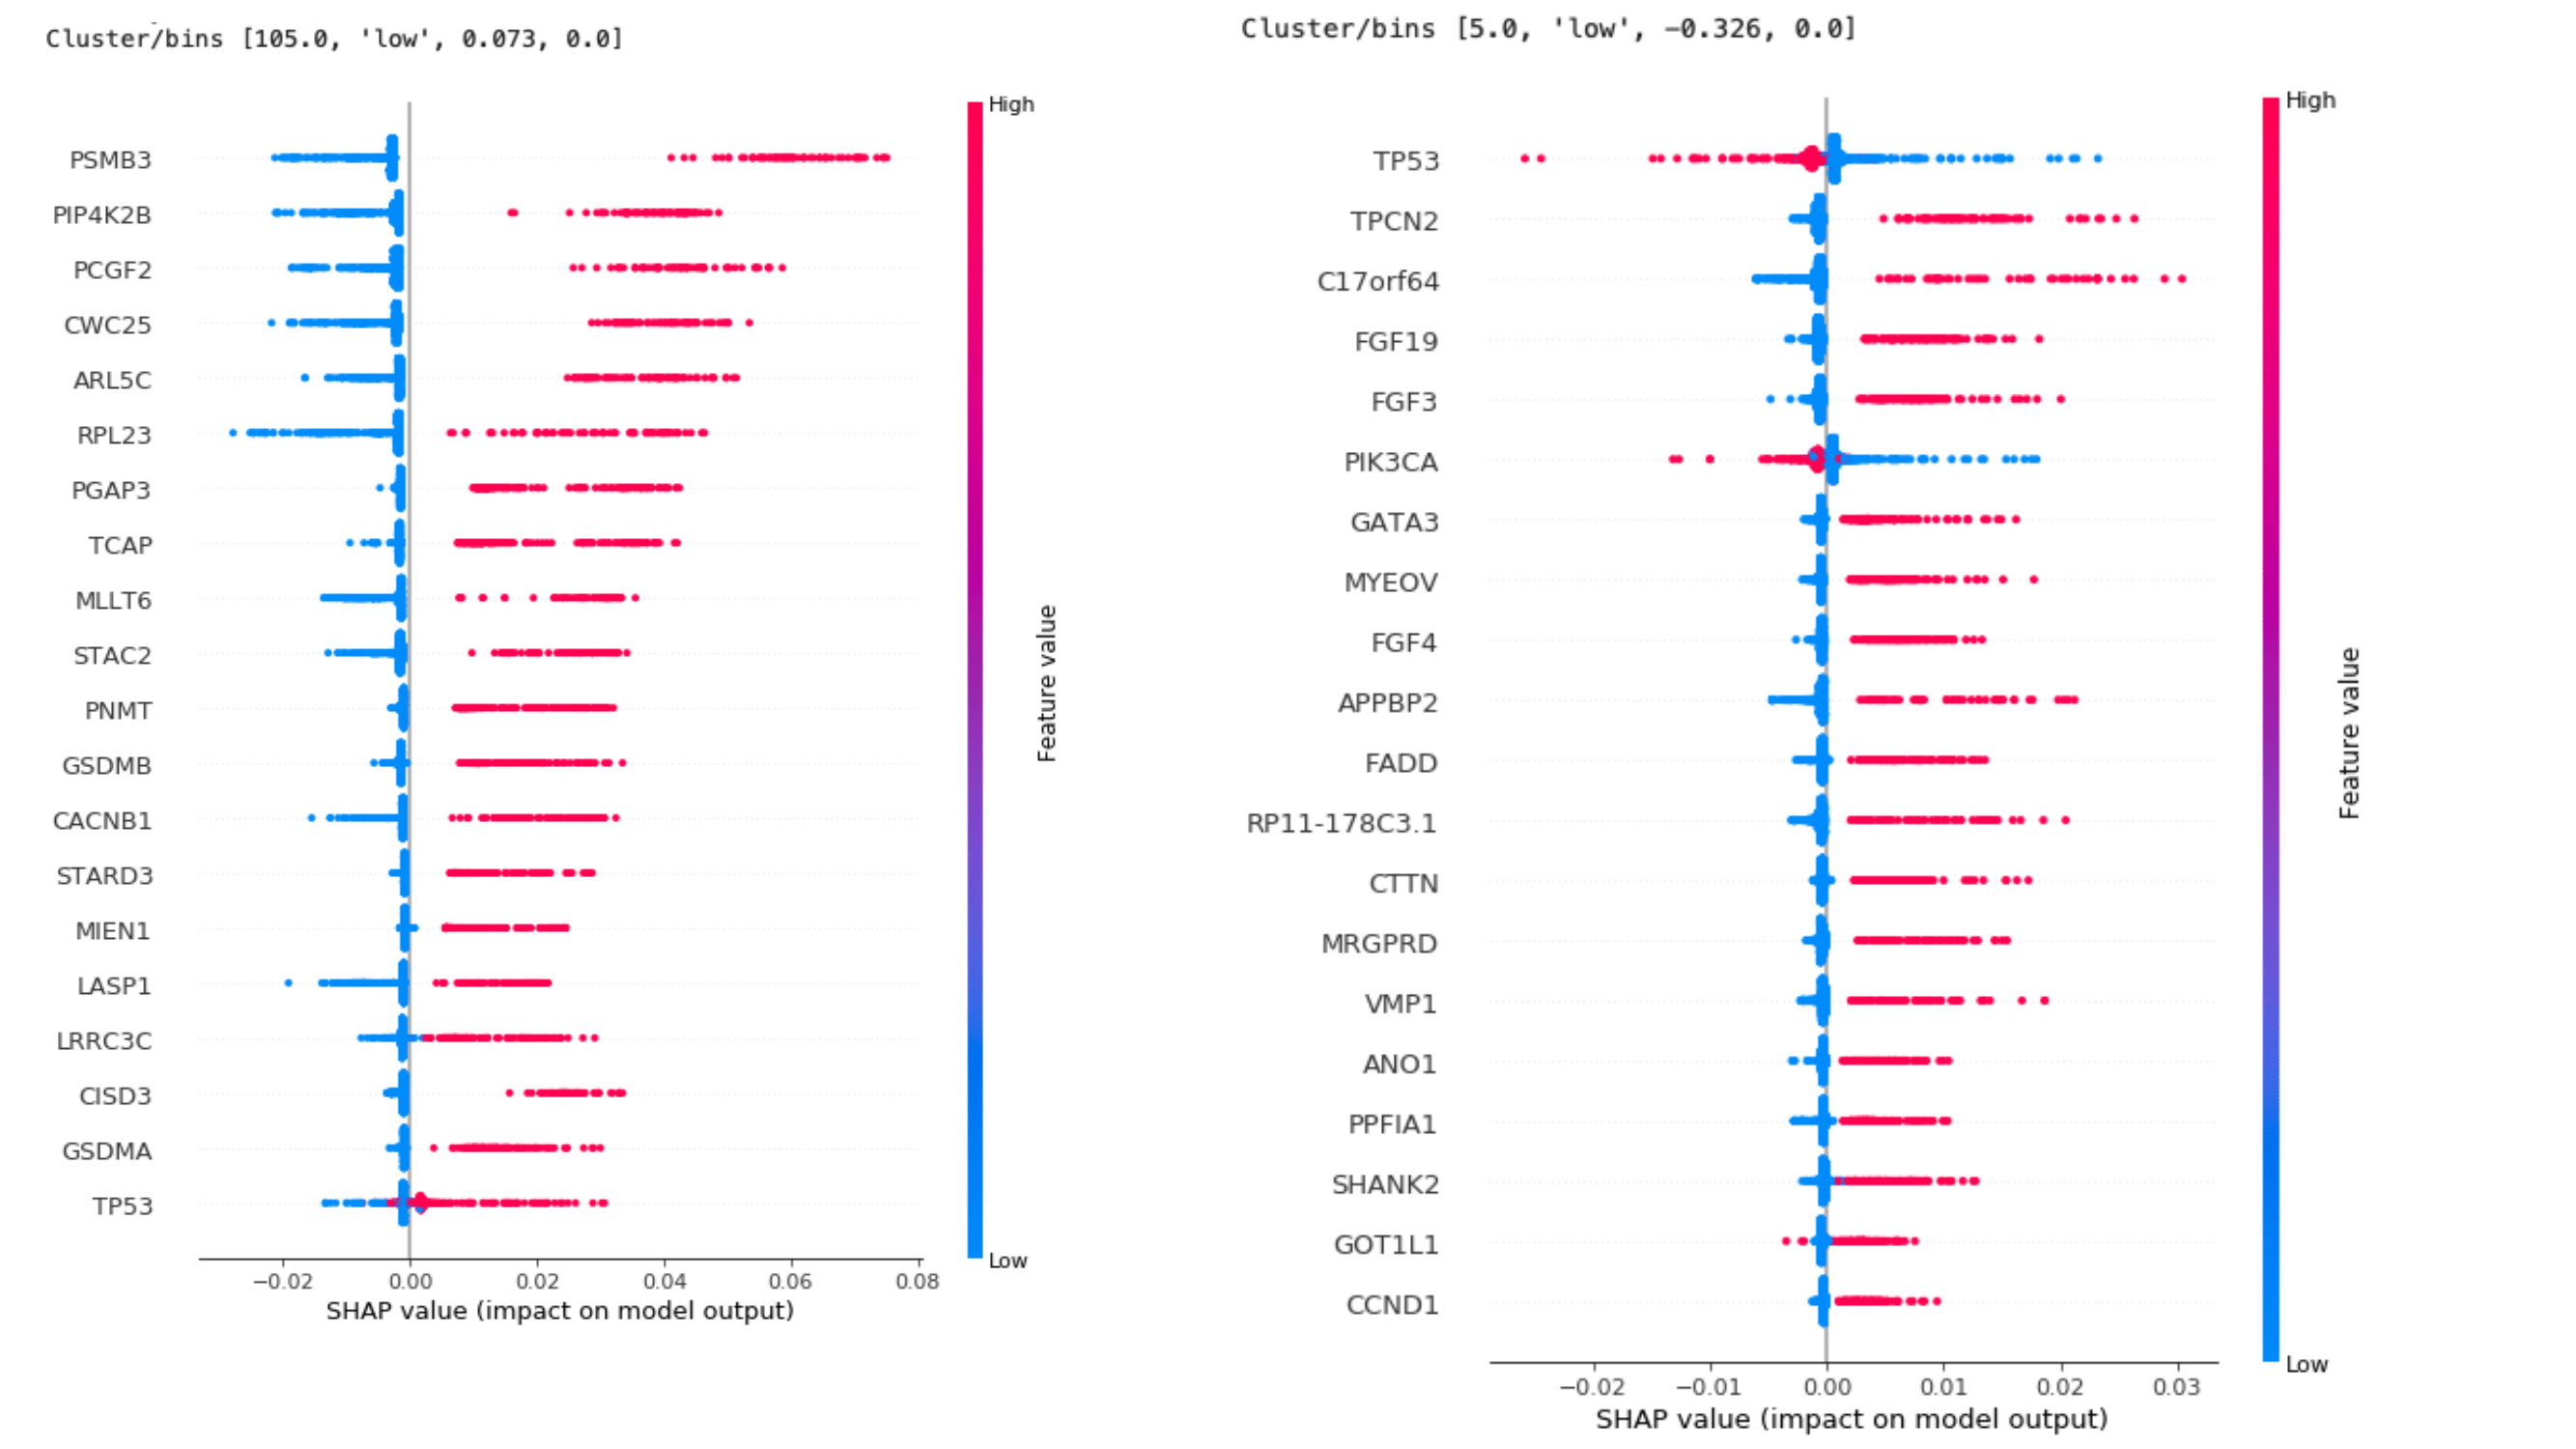 Cluster/bins [105.0, 'low', 0.073, 0.0]
High
PSMB3
PIP4K2B
PCGF2
CWC25
ARL5C
RPL23
PGAP3
TCAP
MLLT6
STAC2
PNMT
GSDMB
CACNB1
STARD3
MIEN1
LASP1
LRRC3C
CISD3
GSDMA
TP53
Feature value
Low
−0.02 0.00 0.02 0.04 0.06 0.08
SHAP value (impact on model output)
Cluster/bins [5.0, 'low', −0.326, 0.0]
High
TP53
TPCN2
C17orf64
FGF19
FGF3
PIK3CA
GATA3
MYEOV
FGF4
APPBP2
FADD
RP11-178C3.1
CTTN
MRGPRD
VMP1
ANO1
PPFIA1
SHANK2
GOT1L1
CCND1
Feature value
Low
−0.02 −0.01 0.00 0.01 0.02 0.03
SHAP value (impact on model output)